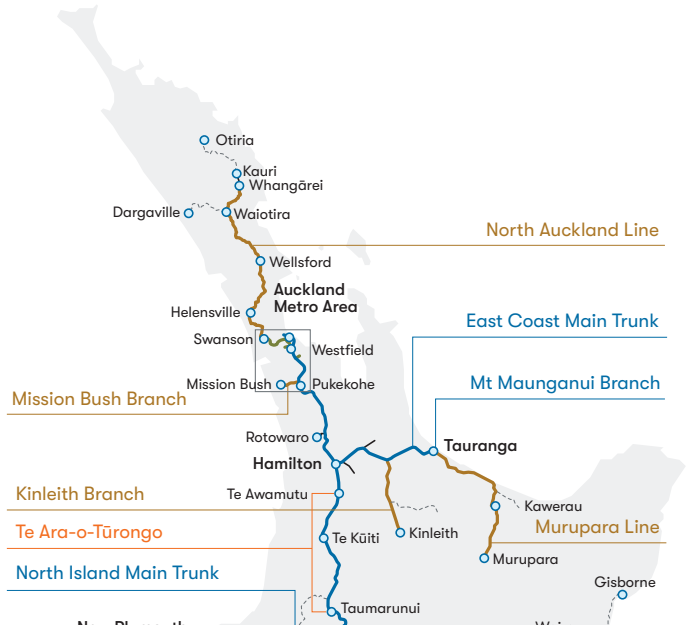 Otiria
Kauri
Whangārei
Dargaville
Waiotira
North Auckland Line
Wellsford
Auckland
Metro Area
Helensville
East Coast Main Trunk
Swanson
Westfield
Mission Bush
Pukekohe
Mt Maunganui Branch
Mission Bush Branch
Rotowaro
Tauranga
Hamilton
Te Awamutu
Kinleith Branch
Kawerau
Te Ara-o-Tūrongo
Te Kūiti
Kinleith
Murupara Line
Murupara
North Island Main Trunk
Gisborne
Taumarunui